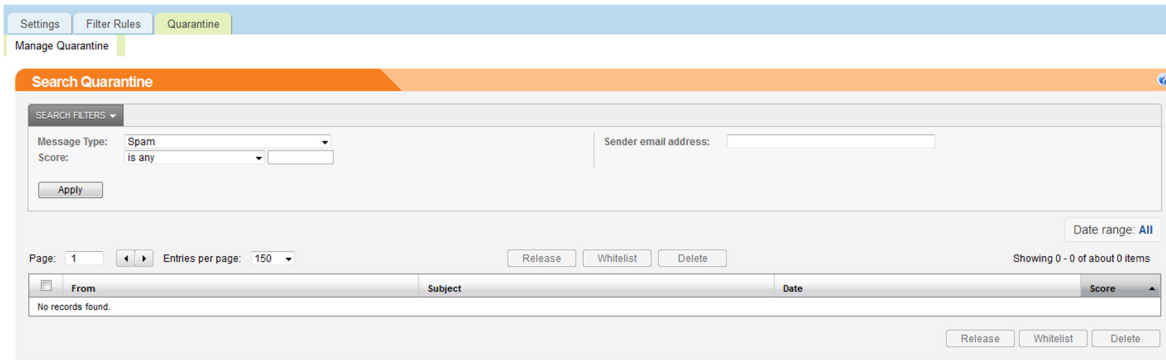 Settings Filter Rules Quarantine
Manage Quarantine
Search Quarantine
SEARCH FILTERS
Message Type: Spam Sender email address:
Score: is any
Apply
Date range: All
Page: 1 Entries per page: 150 Release Whitelist Delete Showing 0 - 0 of about 0 items
From Subject Date Score
No records found.
Release Whitelist Delete